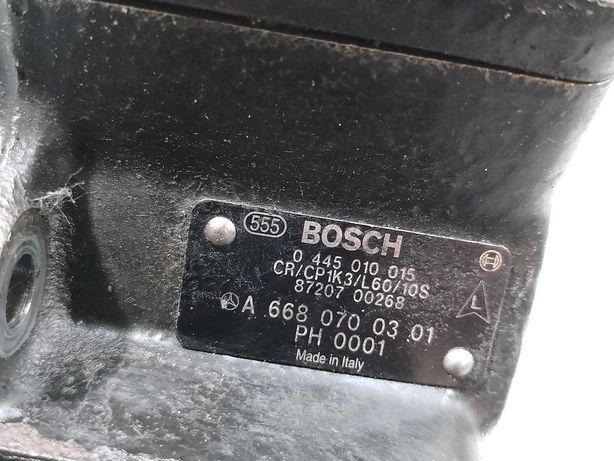 555 BOSCH
0 445 010 015
CR/CP1K3/L60/10S
87207 00268
L
A 668 070 03 01
PH 0001
Made in Italy